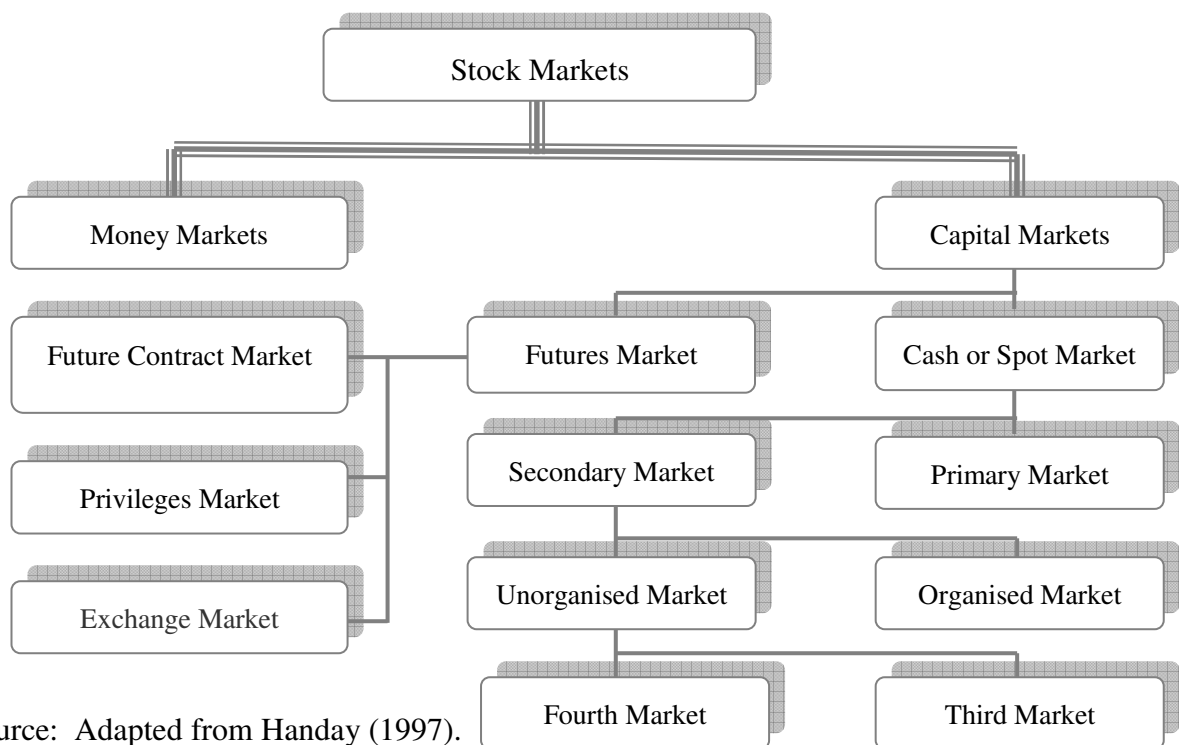 Stock Markets
Money Markets
Capital Markets
Future Contract Market
Futures Market
Cash or Spot Market
Privileges Market
Secondary Market
Primary Market
Exchange Market
Unorganised Market
Organised Market
Fourth Market
Third Market
urce: Adapted from Handay (1997).